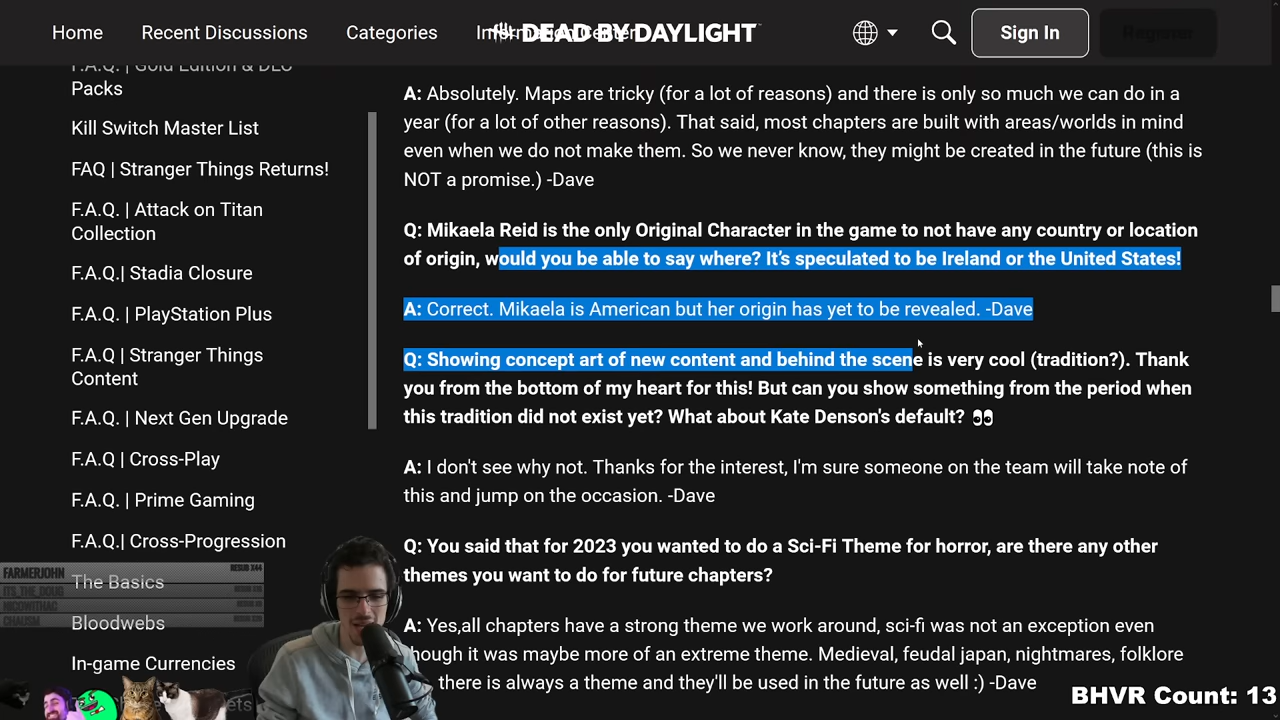 Home
Recent Discussions
Categories
DEAD BY DAYLIGHT
Sign In
Register
F.A.Q. | Gold Edition & DLC
Packs
Kill Switch Master List
FAQ | Stranger Things Returns!
F.A.Q. | Attack on Titan
Collection
F.A.Q.| Stadia Closure
F.A.Q. | PlayStation Plus
F.A.Q | Stranger Things
Content
F.A.Q. | Next Gen Upgrade
F.A.Q | Cross-Play
F.A.Q. | Prime Gaming
F.A.Q.| Cross-Progression
The Basics
Bloodwebs
In-game Currencies
A: Absolutely. Maps are tricky (for a lot of reasons) and there is only so much we can do in a
year (for a lot of other reasons). That said, most chapters are built with areas/worlds in mind
even when we do not make them. So we never know, they might be created in the future (this is
NOT a promise.) -Dave
Q: Mikaela Reid is the only Original Character in the game to not have any country or location
of origin, would you be able to say where? It’s speculated to be Ireland or the United States!
A: Correct. Mikaela is American but her origin has yet to be revealed. -Dave
Q: Showing concept art of new content and behind the scene is very cool (tradition?). Thank
you from the bottom of my heart for this! But can you show something from the period when
this tradition did not exist yet? What about Kate Denson's default? 👀
A: I don't see why not. Thanks for the interest, I'm sure someone on the team will take note of
this and jump on the occasion. -Dave
Q: You said that for 2023 you wanted to do a Sci-Fi Theme for horror, are there any other
themes you want to do for future chapters?
A: Yes,all chapters have a strong theme we work around, sci-fi was not an exception even
though it was maybe more of an extreme theme. Medieval, feudal japan, nightmares, folklore
there is always a theme and they'll be used in the future as well :) -Dave
FARMERJOHN
RESUB X44
IT'S_THE_DOUG
NICOWITHAC
CHAUSM
BHVR Count: 13